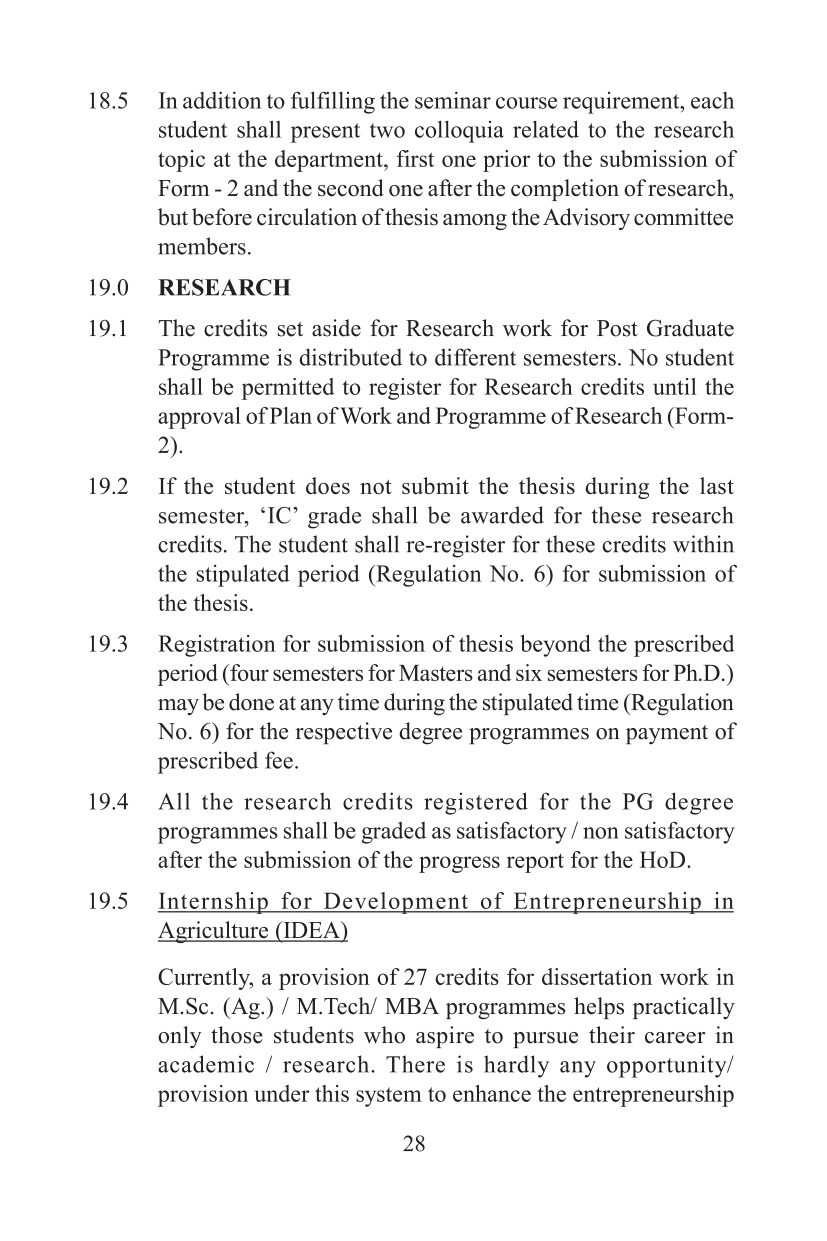 18.5 In addition to fulfilling the seminar course requirement, each
student shall present two colloquia related to the research
topic at the department, first one prior to the submission of
Form - 2 and the second one after the completion of research,
but before circulation of thesis among the Advisory committee
members.
19.0 RESEARCH
19.1 The credits set aside for Research work for Post Graduate
Programme is distributed to different semesters. No student
shall be permitted to register for Research credits until the
approval of Plan of Work and Programme of Research (Form-
2).
19.2 If the student does not submit the thesis during the last
semester, ‘IC’ grade shall be awarded for these research
credits. The student shall re-register for these credits within
the stipulated period (Regulation No. 6) for submission of
the thesis.
19.3 Registration for submission of thesis beyond the prescribed
period (four semesters for Masters and six semesters for Ph.D.)
may be done at any time during the stipulated time (Regulation
No. 6) for the respective degree programmes on payment of
prescribed fee.
19.4 All the research credits registered for the PG degree
programmes shall be graded as satisfactory / non satisfactory
after the submission of the progress report for the HoD.
19.5 Internship for Development of Entrepreneurship in
Agriculture (IDEA)
Currently, a provision of 27 credits for dissertation work in
M.Sc. (Ag.) / M.Tech/ MBA programmes helps practically
only those students who aspire to pursue their career in
academic / research. There is hardly any opportunity/
provision under this system to enhance the entrepreneurship
28